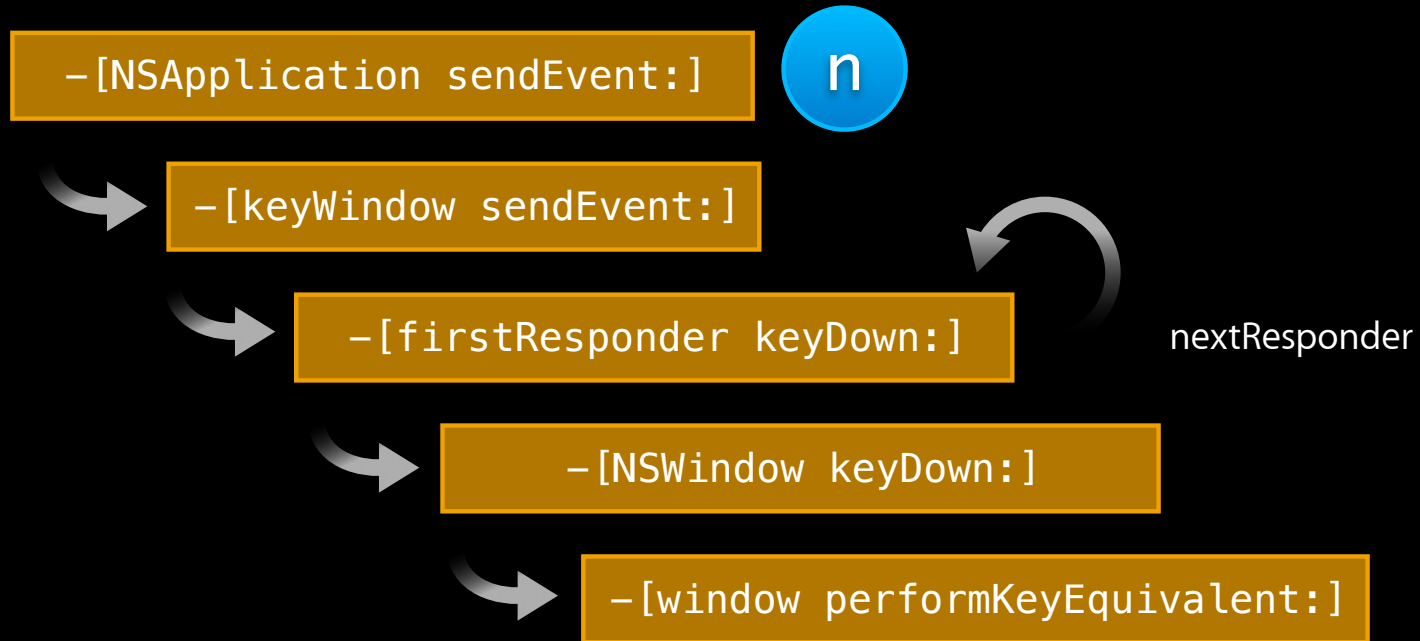 –[NSApplication sendEvent:]
n
–[keyWindow sendEvent:]
–[firstResponder keyDown:]
nextResponder
–[NSWindow keyDown:]
–[window performKeyEquivalent:]